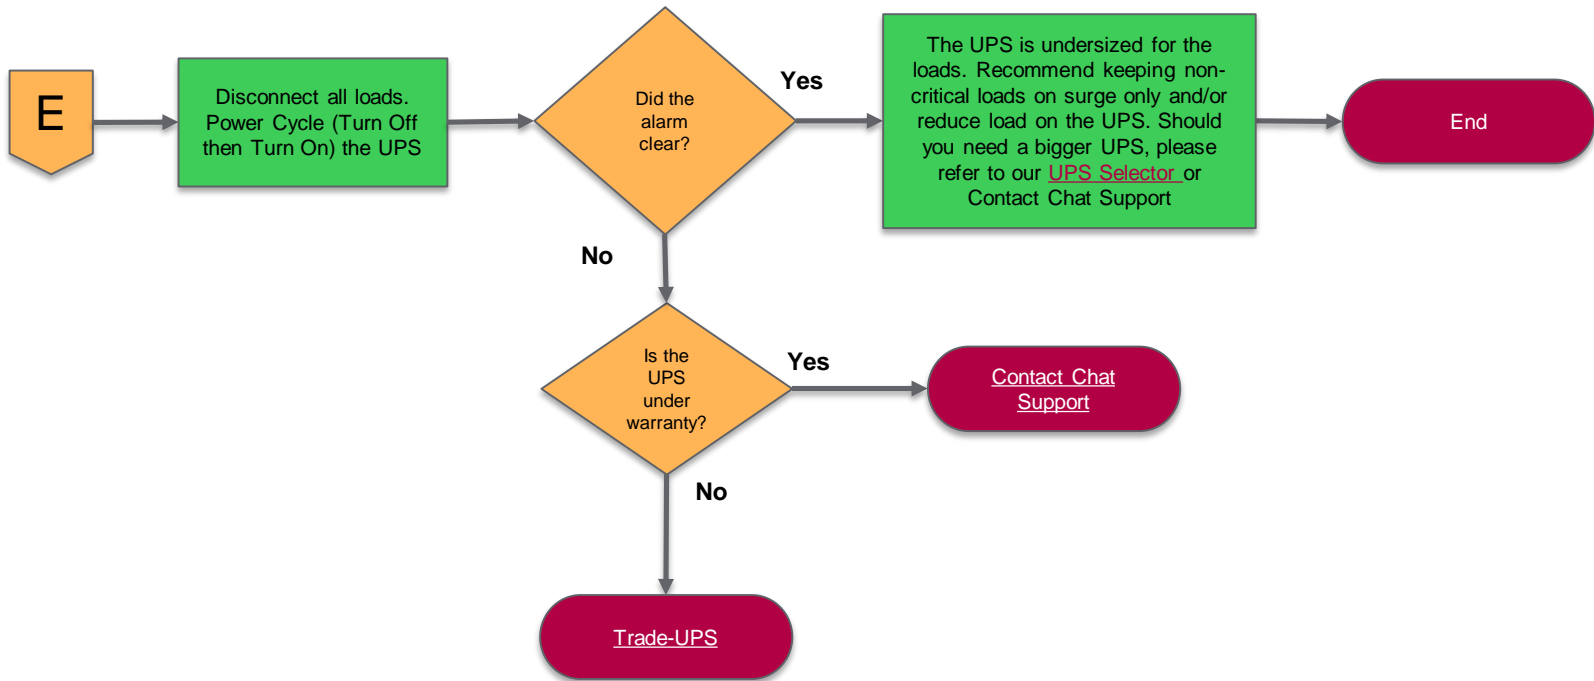 E
Disconnect all loads.
Power Cycle (Turn Off
then Turn On) the UPS
Did the
alarm
clear?
Yes
The UPS is undersized for the
loads. Recommend keeping non-
critical loads on surge only and/or
reduce load on the UPS. Should
you need a bigger UPS, please
refer to our UPS Selector or
Contact Chat Support
End
No
Is the
UPS
under
warranty?
Yes
Contact Chat
Support
No
Trade-UPS